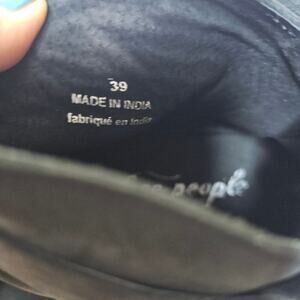 39
MADE IN INDIA
fabriqué en Inde
people